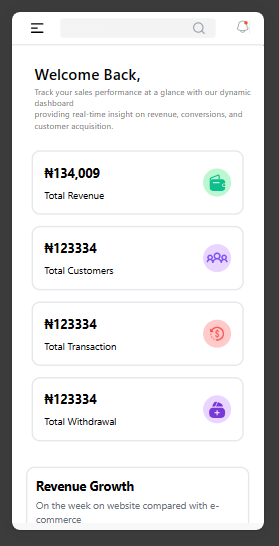 Welcome Back,
Track your sales performance at a glance with our dynamic
dashboard
providing real-time insight on revenue, conversions, and
customer acquisition.
₦134,009
Total Revenue
₦123334
Total Customers
₦123334
Total Transaction
₦123334
Total Withdrawal
Revenue Growth
On the week on website compared with e-
commerce